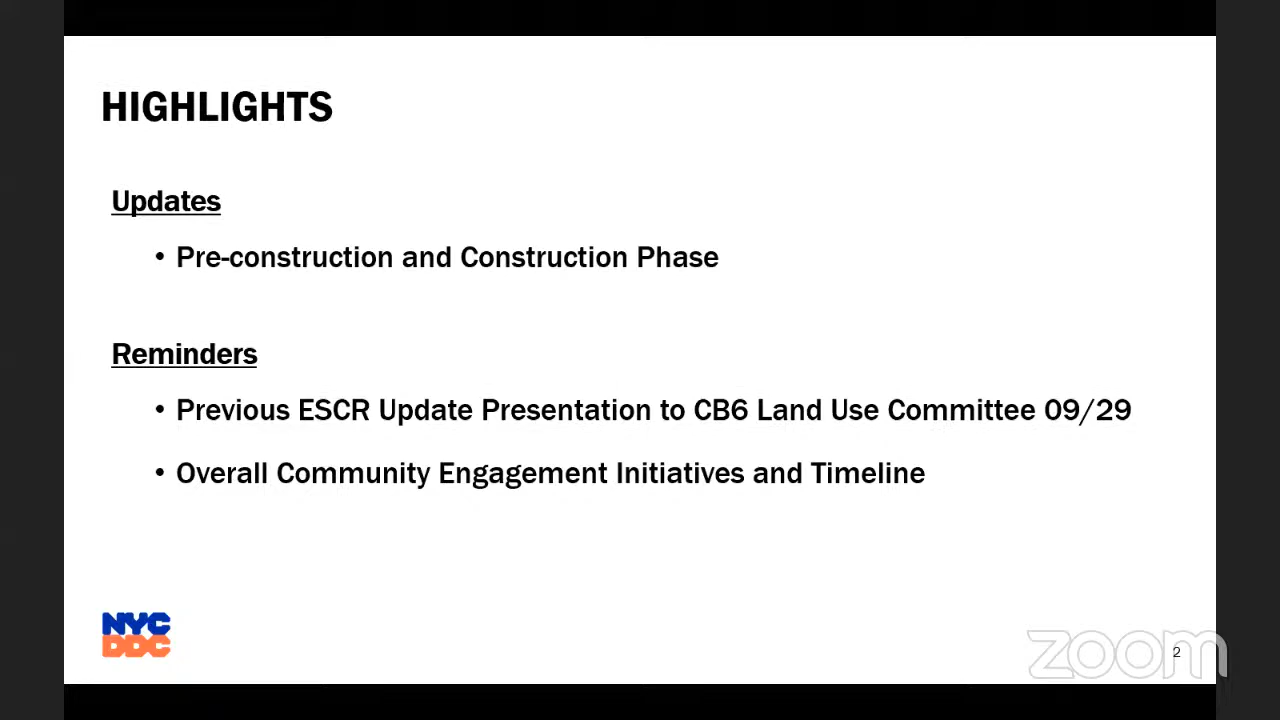 HIGHLIGHTS
Updates
• Pre-construction and Construction Phase
Reminders
• Previous ESCR Update Presentation to CB6 Land Use Committee 09/29
• Overall Community Engagement Initiatives and Timeline
NYC
DDC
zoom
2